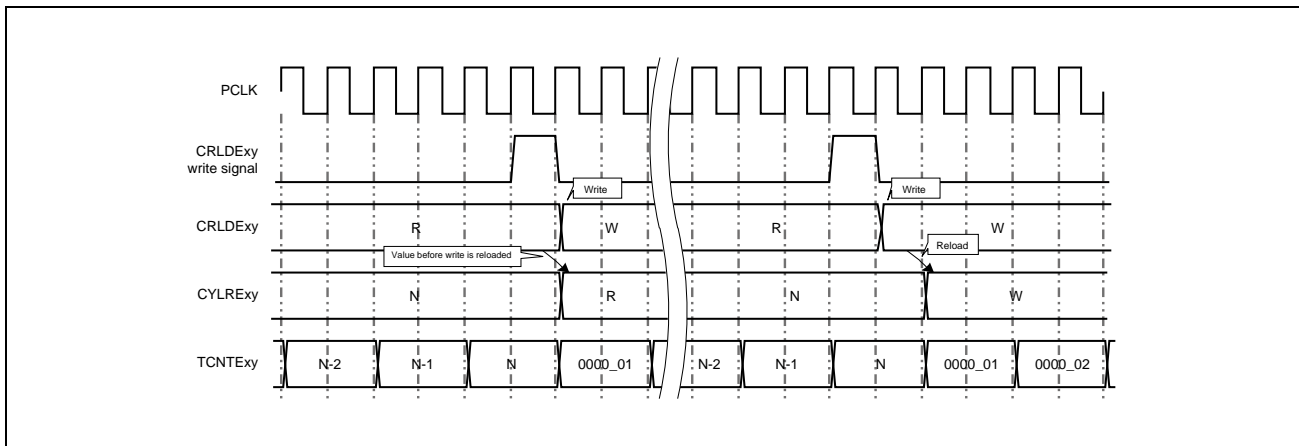 PCLK
CRLDExy
write signal
Write
Write
CRLDExy
R
W
R
W
Value before write is reloaded
Reload
CYLRExy
N
R
N
W
TCNTExy
N-2
N-1
N
0000_01
N-2
N-1
N
0000_01
0000_02